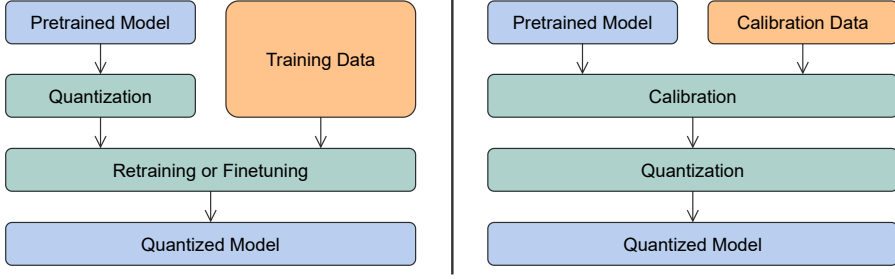 Pretrained Model
Training Data
Quantization
Retraining or Finetuning
Quantized Model
Pretrained Model
Calibration Data
Calibration
Quantization
Quantized Model